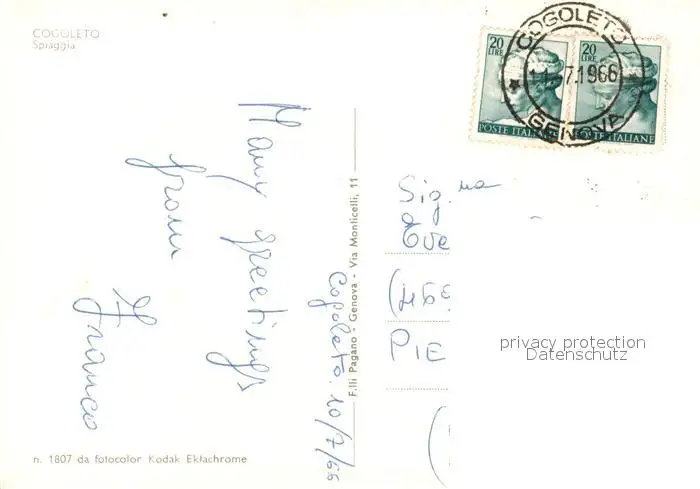 COGOLETO
Spiaggia
20
LIRE
POSTE ITALIANE
20
LIRE
POSTE ITALIANE
COGOLETO
7.1966
GENOVA
Many greetings
from
Franco
Cogoleto. 10/7/66
F.lli Pagano - Genova - Via Monticelli, 11
Sig.na
Eve
PIE
privacy protection
Datenschutz
n. 1807 da fotocolor Kodak Ektachrome